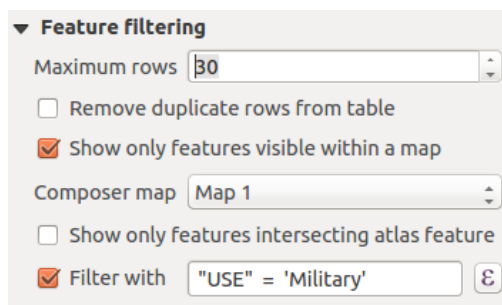 Feature filtering
Maximum rows 30
Remove duplicate rows from table
Show only features visible within a map
Composer map Map 1
Show only features intersecting atlas feature
Filter with "USE" = 'Military' ε